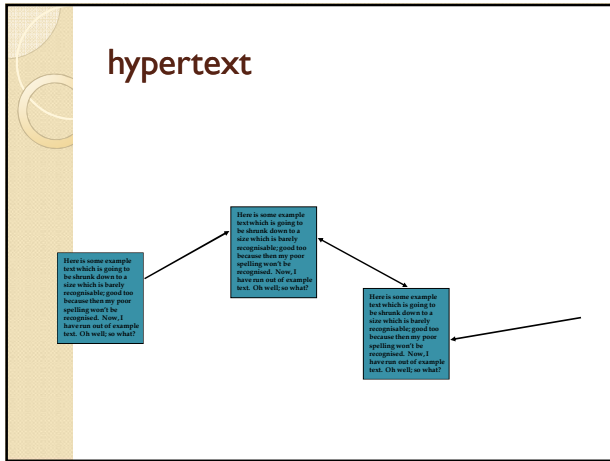 hypertext
Here is some example
text which is going to
be shrunk down to a
size which is barely
recognisable; good too
because then my poor
spelling won't be
recognised. Now, I
have run out of example
text. Oh well; so what?
Here is some example
text which is going to
be shrunk down to a
size which is barely
recognisable; good too
because then my poor
spelling won't be
recognised. Now, I
have run out of example
text. Oh well; so what?
Here is some example
text which is going to
be shrunk down to a
size which is barely
recognisable; good too
because then my poor
spelling won't be
recognised. Now, I
have run out of example
text. Oh well; so what?